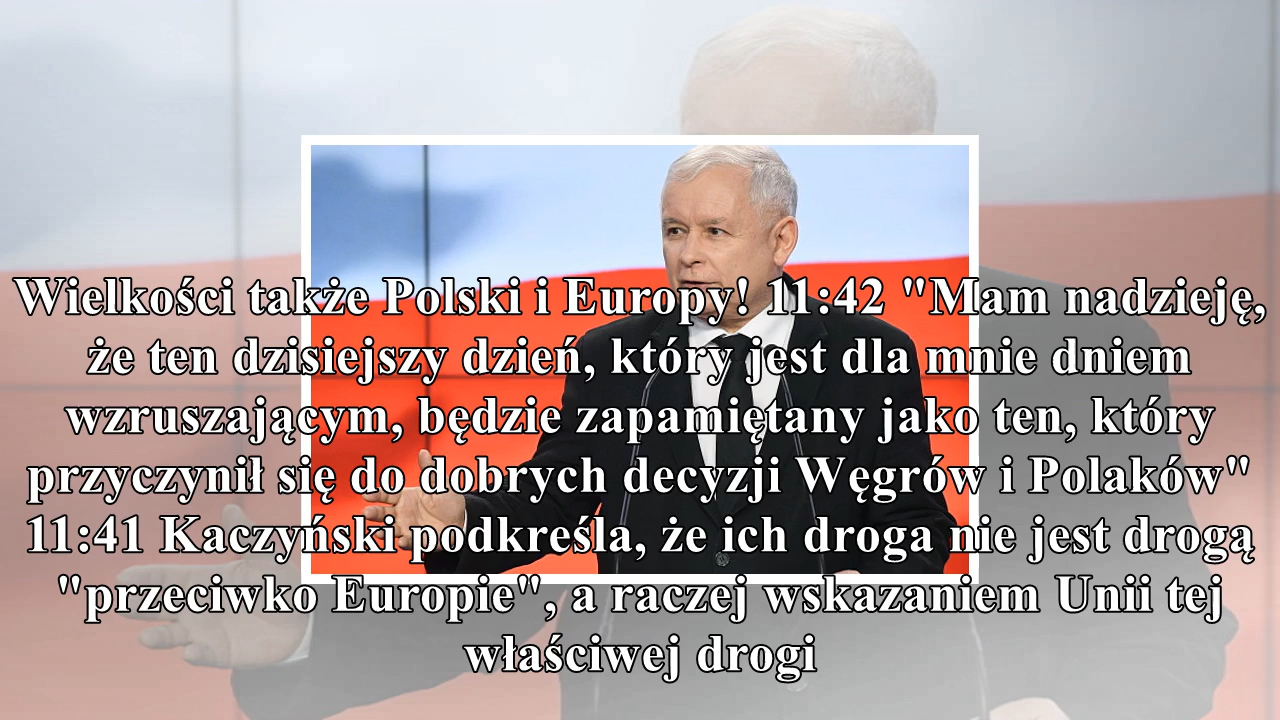 Wielkości także Polski i Europy! 11:42 "Mam nadzieję,
że ten dzisiejszy dzień, który jest dla mnie dniem
wzruszającym, będzie zapamiętany jako ten, który
przyczynił się do dobrych decyzji Węgrów i Polaków"
11:41 Kaczyński podkreśla, że ich droga nie jest drogą
"przeciwko Europie", a raczej wskazaniem Unii tej
właściwej drogi